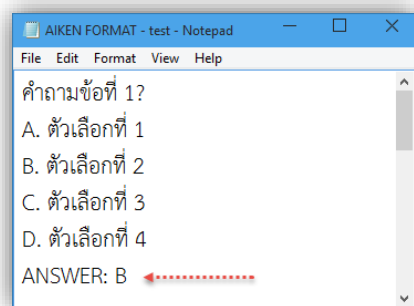 AIKEN FORMAT - test - Notepad
File Edit Format View Help
คำถามข้อที่ 1?
A. ตัวเลือกที่ 1
B. ตัวเลือกที่ 2
C. ตัวเลือกที่ 3
D. ตัวเลือกที่ 4
ANSWER: B